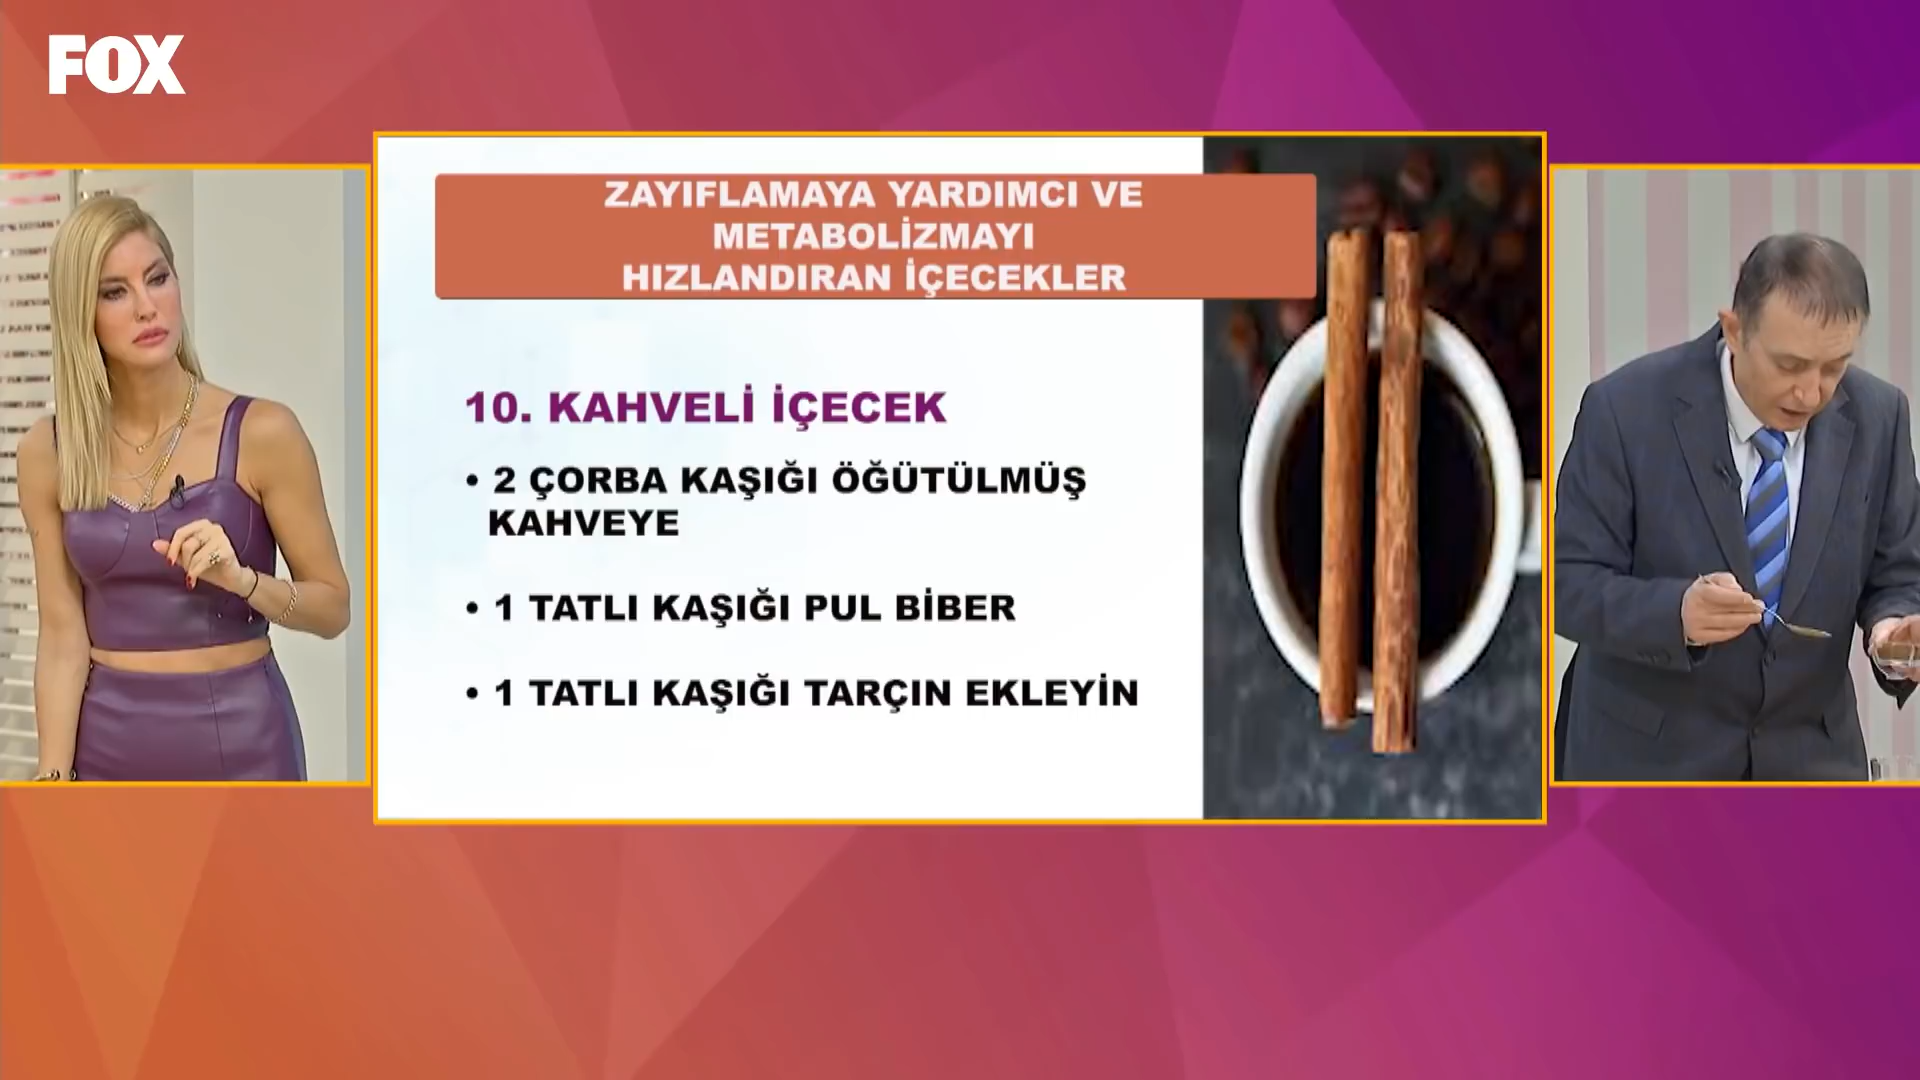 FOX
ZAYIFLAMAYA YARDIMCI VE
METABOLİZMAYI
HIZLANDIRAN İÇECEKLER
10. KAHVELİ İÇECEK
• 2 ÇORBA KAŞIĞI ÖĞÜTÜLMÜŞ
KAHVEYE
• 1 TATLI KAŞIĞI PUL BİBER
• 1 TATLI KAŞIĞI TARÇIN EKLEYİN